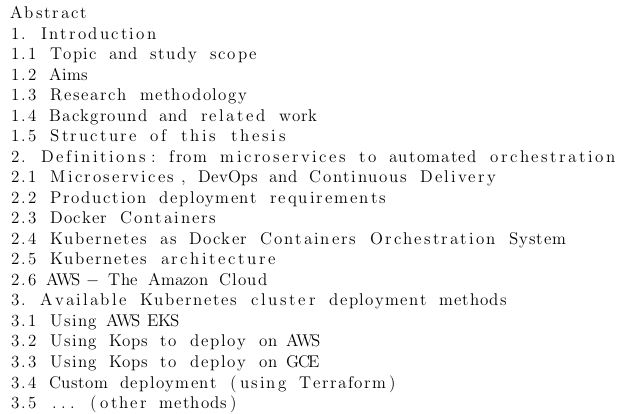 Abstract
1. Introduction
1.1 Topic and study scope
1.2 Aims
1.3 Research methodology
1.4 Background and related work
1.5 Structure of this thesis
2. Definitions: from microservices to automated orchestration
2.1 Microservices, DevOps and Continuous Delivery
2.2 Production deployment requirements
2.3 Docker Containers
2.4 Kubernetes as Docker Containers Orchestration System
2.5 Kubernetes architecture
2.6 AWS – The Amazon Cloud
3. Available Kubernetes cluster deployment methods
3.1 Using AWS EKS
3.2 Using Kops to deploy on AWS
3.3 Using Kops to deploy on GCE
3.4 Custom deployment (using Terraform)
3.5 ... (other methods)